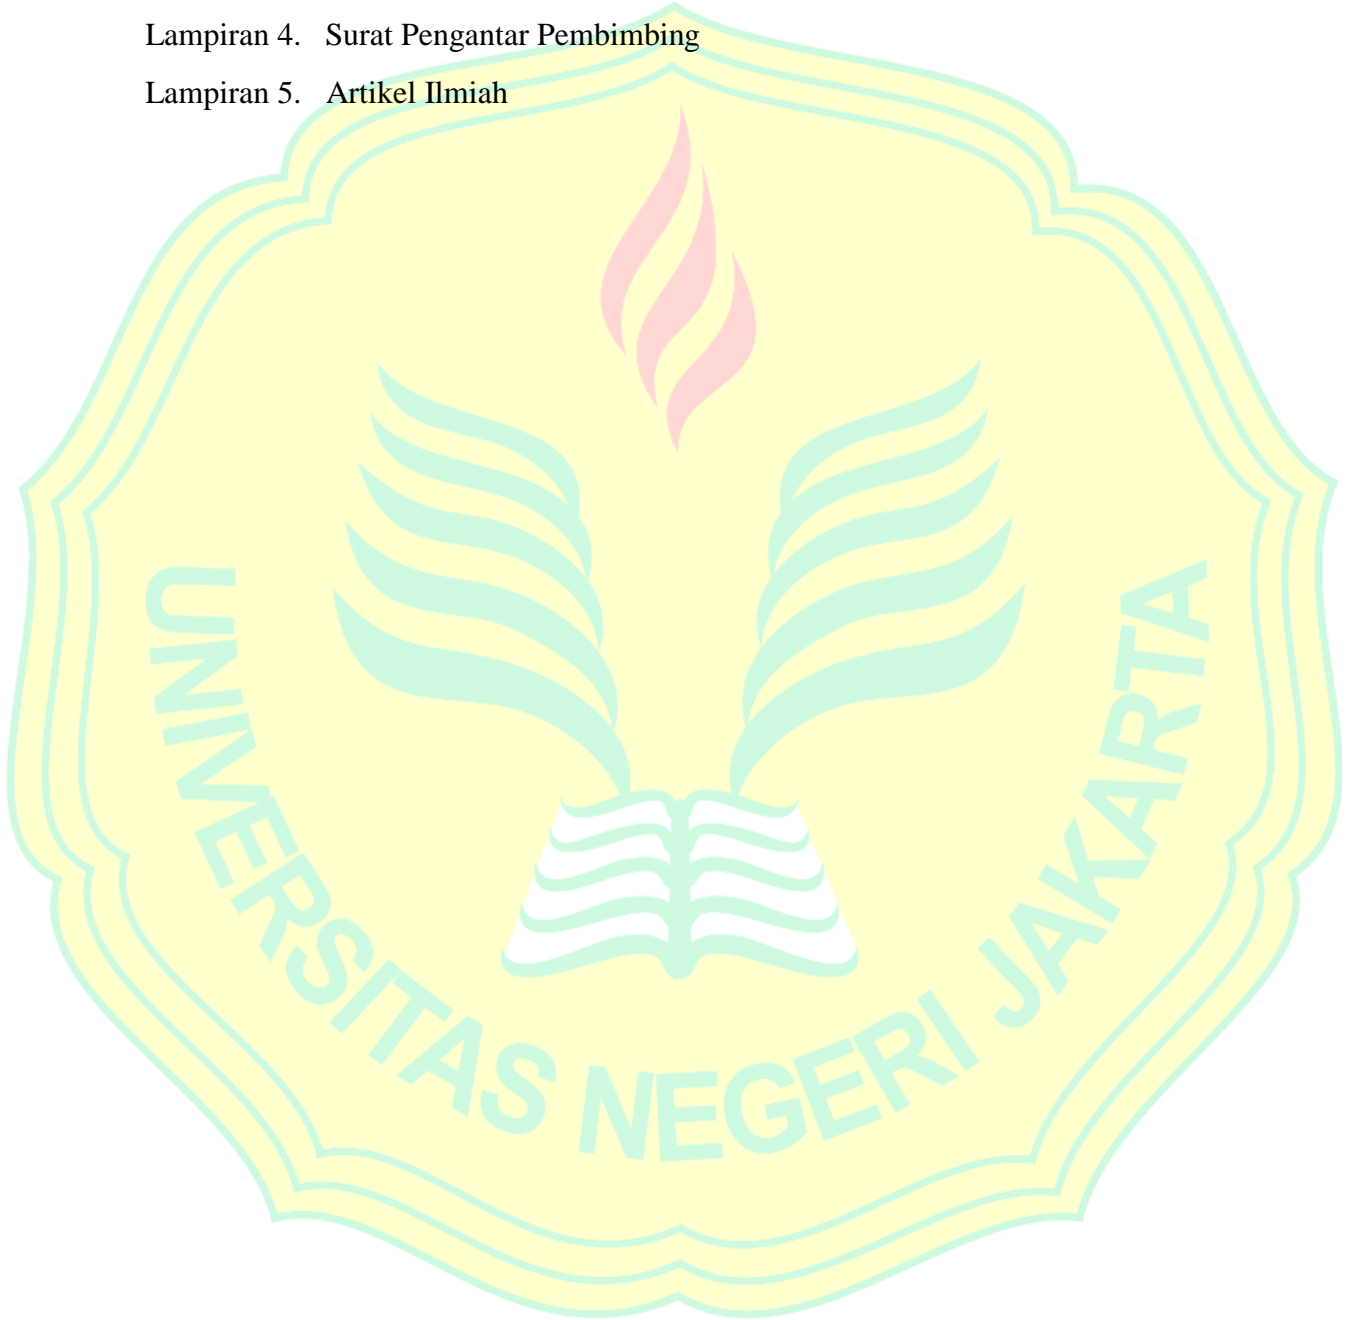 Lampiran 4. Surat Pengantar Pembimbing
Lampiran 5. Artikel Ilmiah
UNIVERSITAS NEGERI JAKARTA